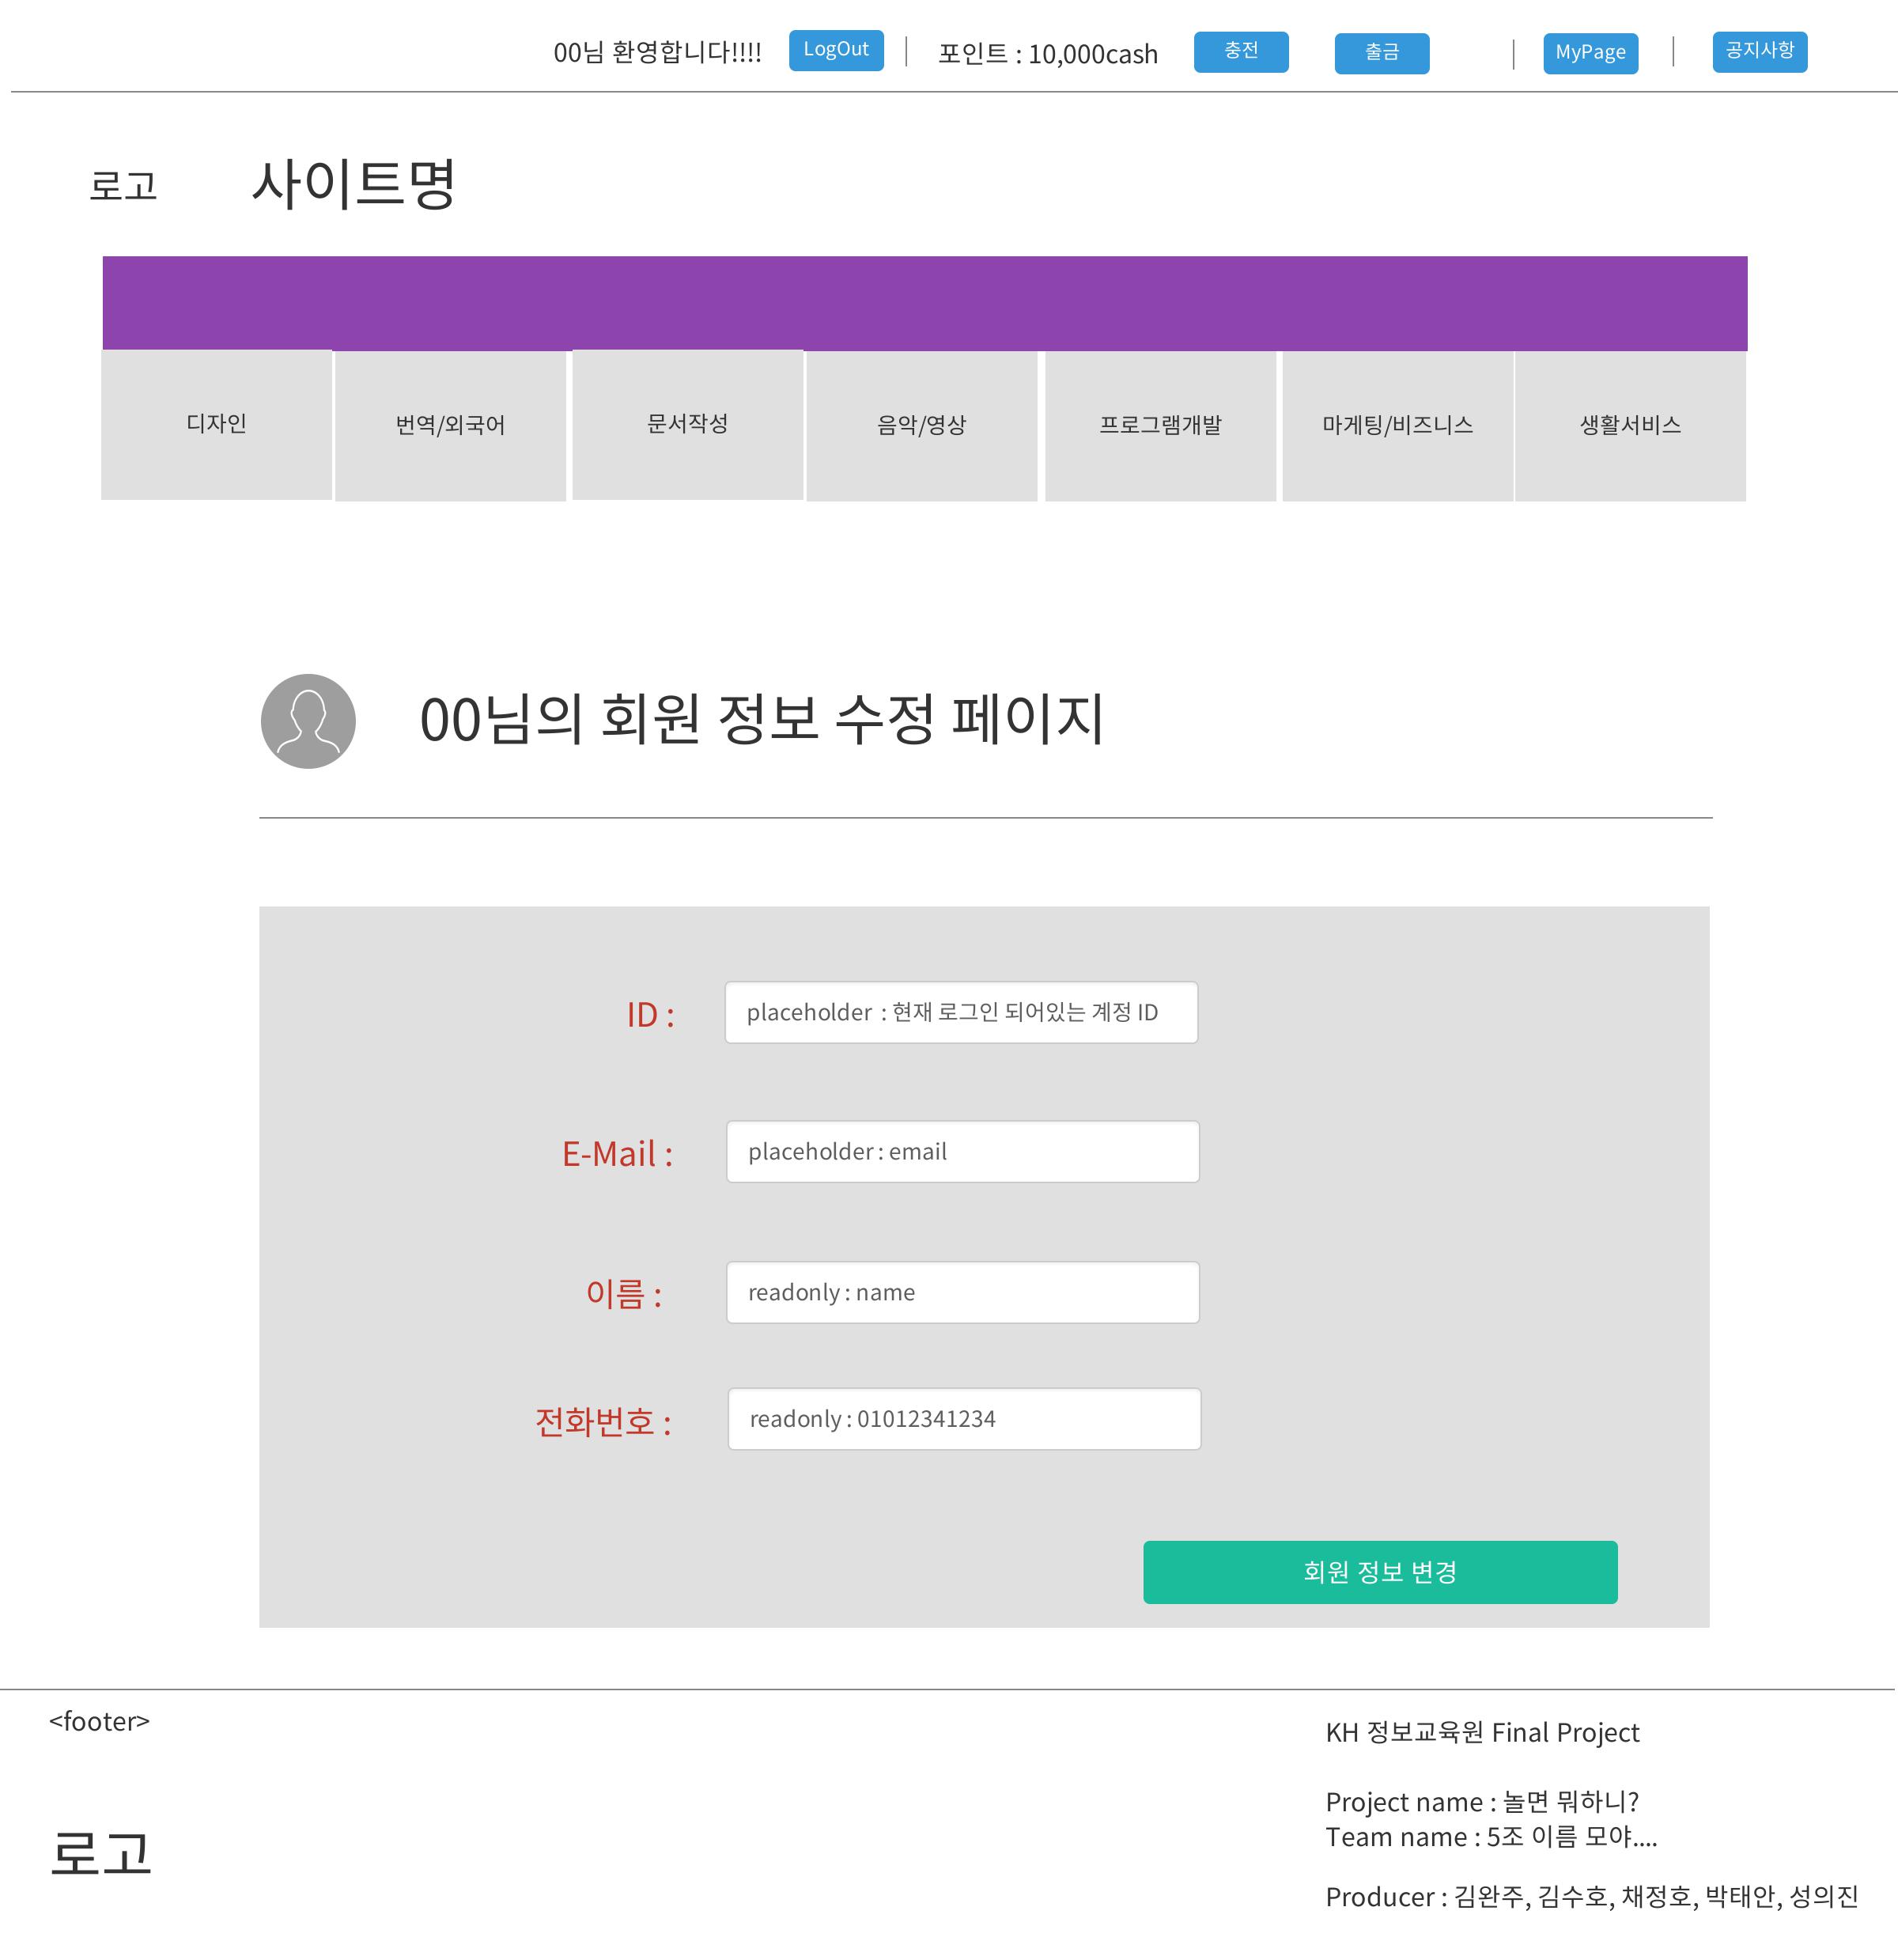 00님 환영합니다!!!! LogOut 포인트 : 10,000cash 충전 출금 MyPage 공지사항
로고 사이트명
디자인 번역/외국어 문서작성 음악/영상 프로그램개발 마게팅/비즈니스 생활서비스
00님의 회원 정보 수정 페이지
ID : placeholder : 현재 로그인 되어있는 계정 ID
E-Mail : placeholder : email
이름 : readonly : name
전화번호 : readonly : 01012341234
회원 정보 변경
<footer>
KH 정보교육원 Final Project
Project name : 놀면 뭐하니?
Team name : 5조 이름 모야....
로고
Producer : 김완주, 김수호, 채정호, 박태안, 성의진